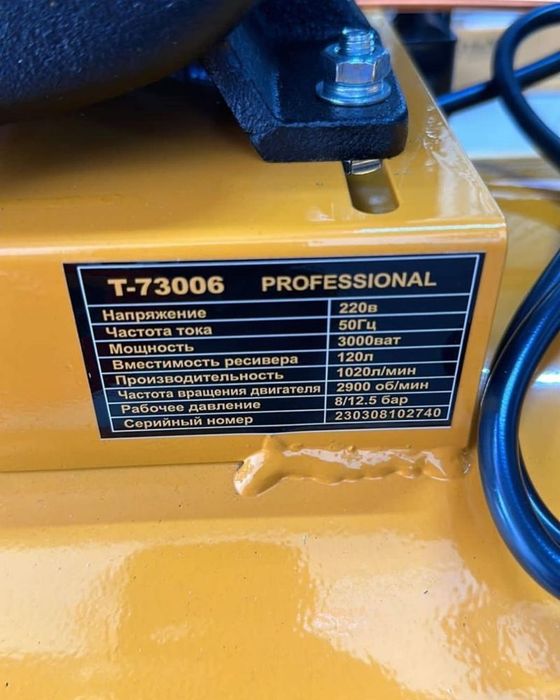 T-73006 PROFESSIONAL
Напряжение 220в
Частота тока 50Гц
Мощность 3000ват
Вместимость ресивера 120л
Производительность 1020л/мин
Частота вращения двигателя 2900 об/мин
Рабочее давление 8/12.5 бар
Серийный номер 230308102740